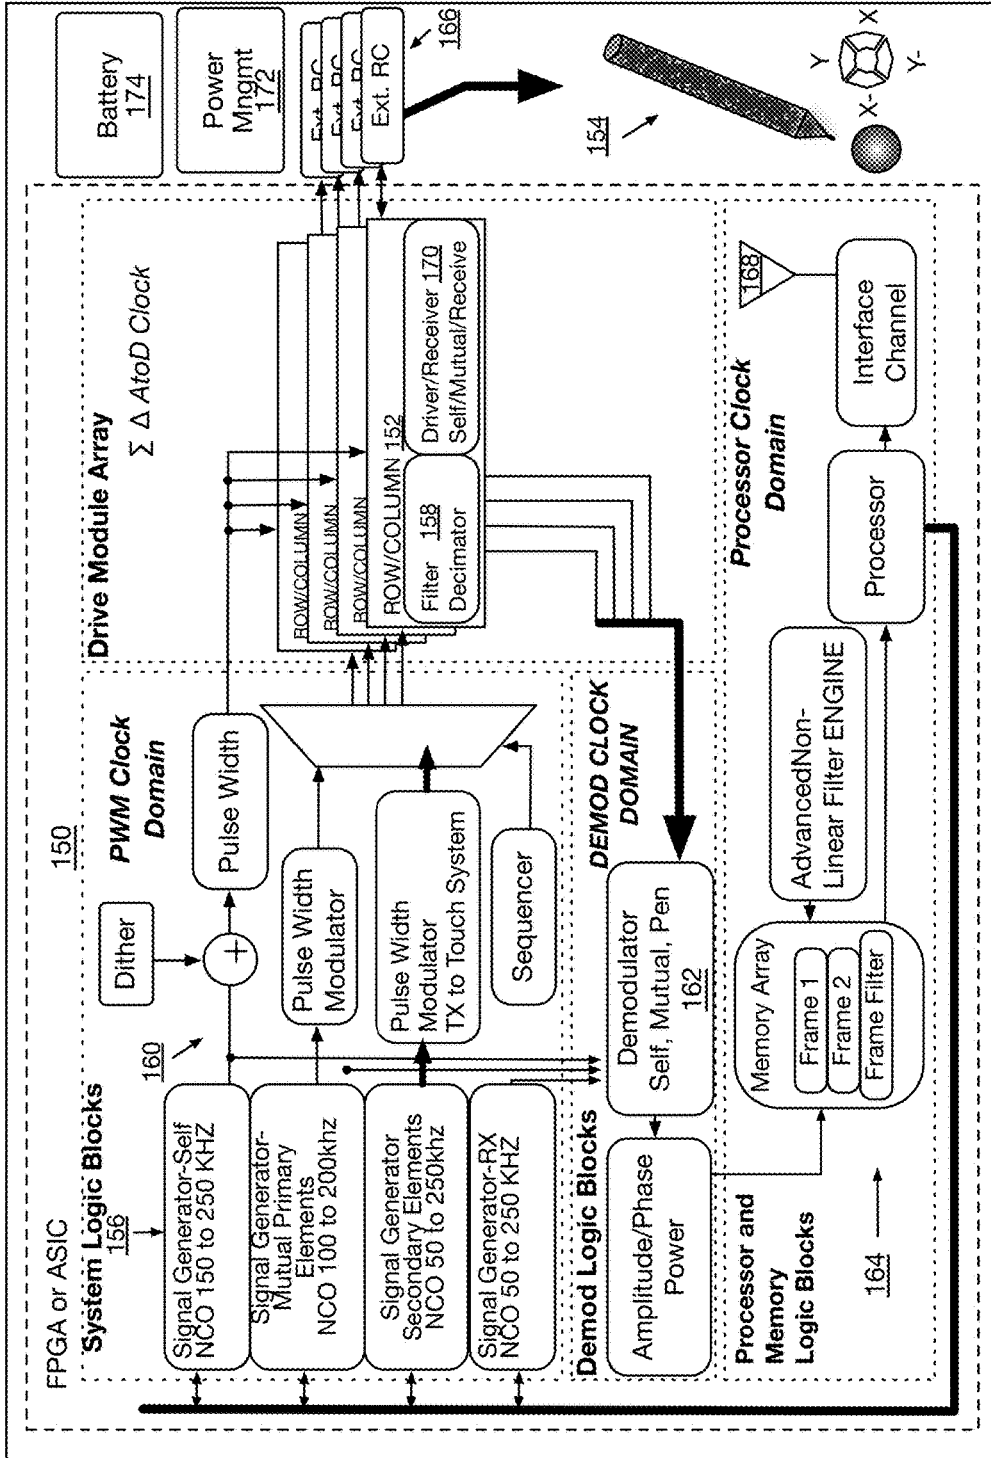 FPGA or ASIC
150
System Logic Blocks
156
160
Signal Generator-Self
NCO 150 to 250 KHZ
Signal Generator-
Mutual Primary
Elements
NCO 100 to 200khz
Signal Generator
Secondary Elements
NCO 50 to 250khz
Signal Generator-RX
NCO 50 to 250 KHZ
Dither
+
PWM Clock
Domain
Pulse Width
Pulse Width
Modulator
Pulse Width
Modulator
TX to Touch System
Sequencer
Drive Module Array
Σ Δ AtoD Clock
ROW/COLUMN
ROW/COLUMN
ROW/COLUMN
ROW/COLUMN 152
Filter 158
Decimator
Driver/Receiver 170
Self/Mutual/Receive
Battery
174
Power
Mngmt
172
Ext. RC
Ext. RC
Ext. RC
Ext. RC
166
154
Y
X
X-
Y-
Demod Logic Blocks
DEMOD CLOCK
DOMAIN
Amplitude/Phase
Power
Demodulator
Self, Mutual, Pen
162
Processor and
Memory
Logic Blocks
164
Memory Array
Frame 1
Frame 2
Frame Filter
AdvancedNon-
Linear Filter ENGINE
Processor Clock
Domain
Processor
Interface
Channel
168